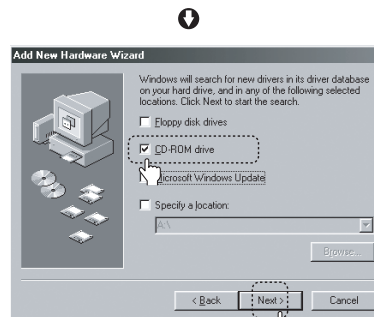 Add New Hardware Wizard
Windows will search for new drivers in its driver database
on your hard drive, and in any of the following selected
locations. Click Next to start the search.
Floppy disk drives
CD-ROM drive
Microsoft Windows Update
Specify a location:
A:\
Browse...
< Back Next > Cancel